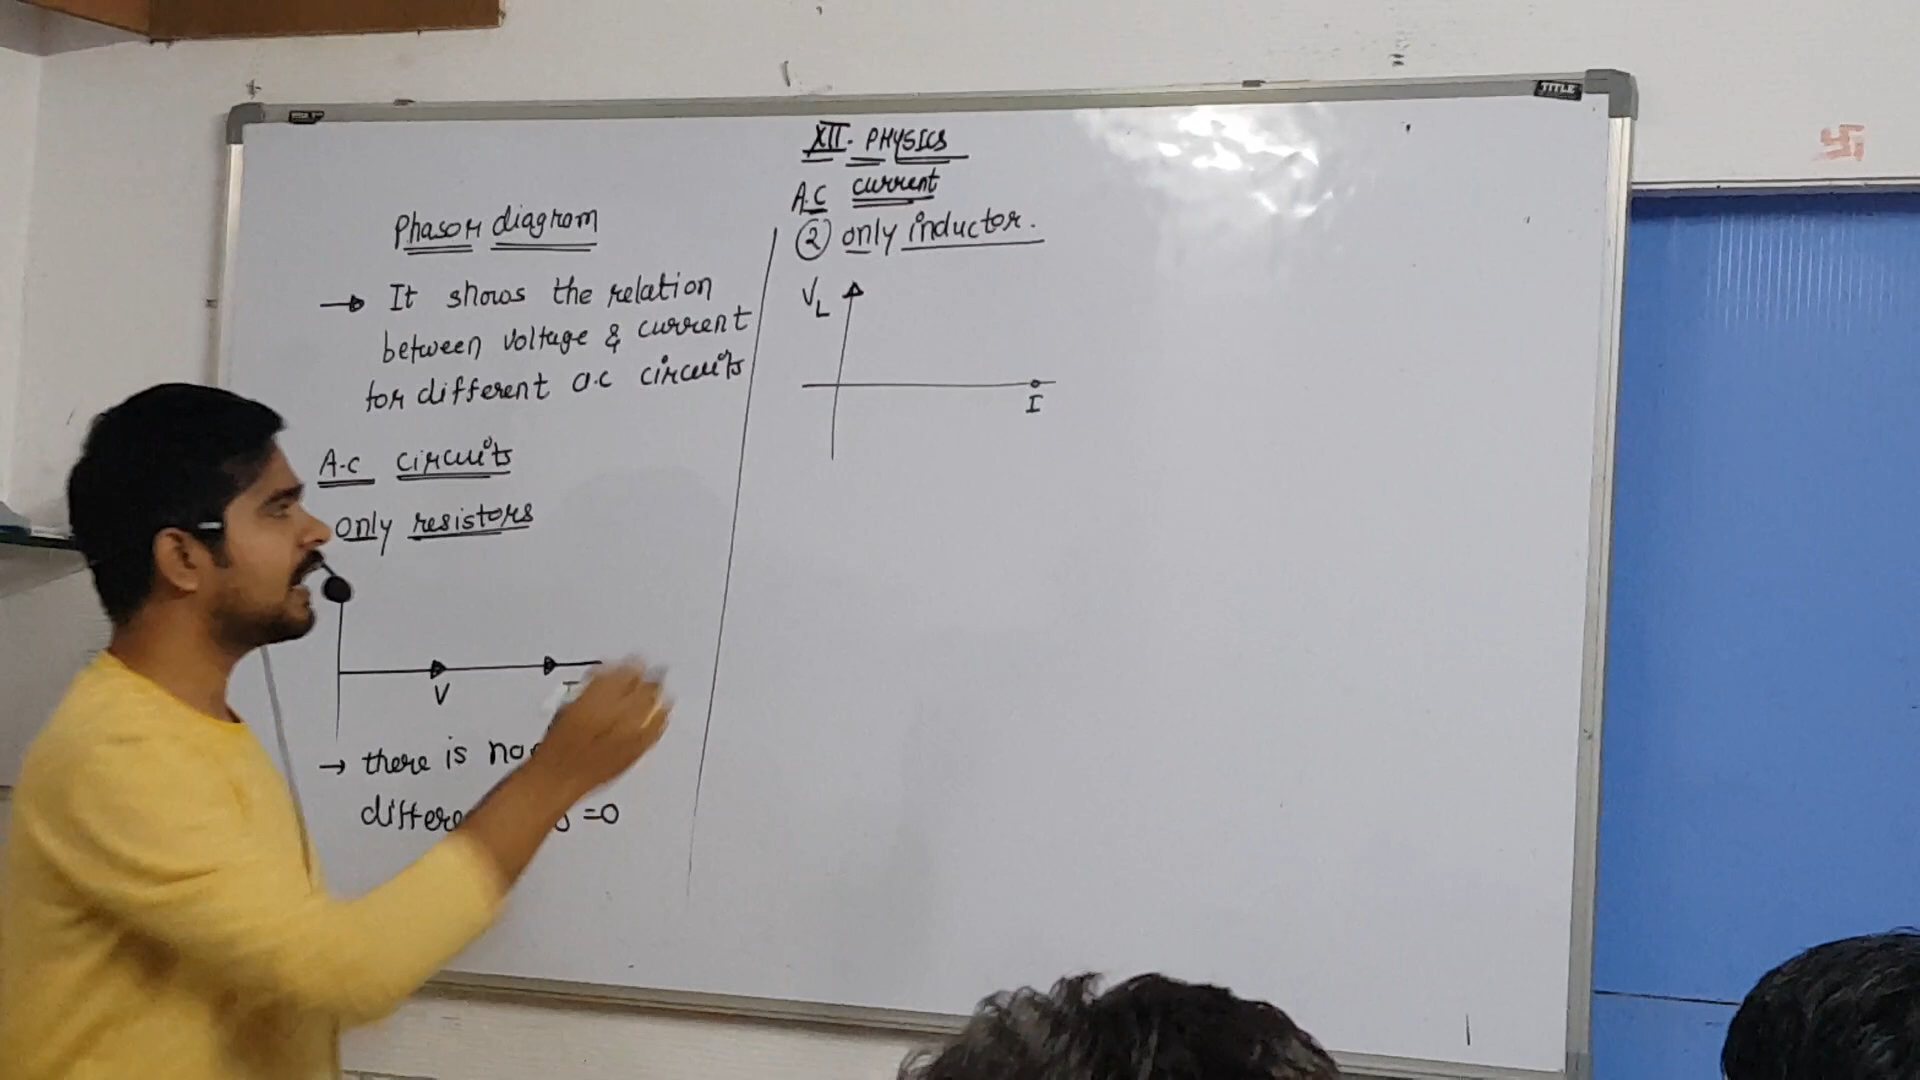 XII. PHYSICS
A.C current
Phasor diagram
→ It shows the relation
between voltage & current
for different a.c circuits
A.c circuits
only resistors
V
→ there is no
=0
② only inductor.
V_L
I
TITLE